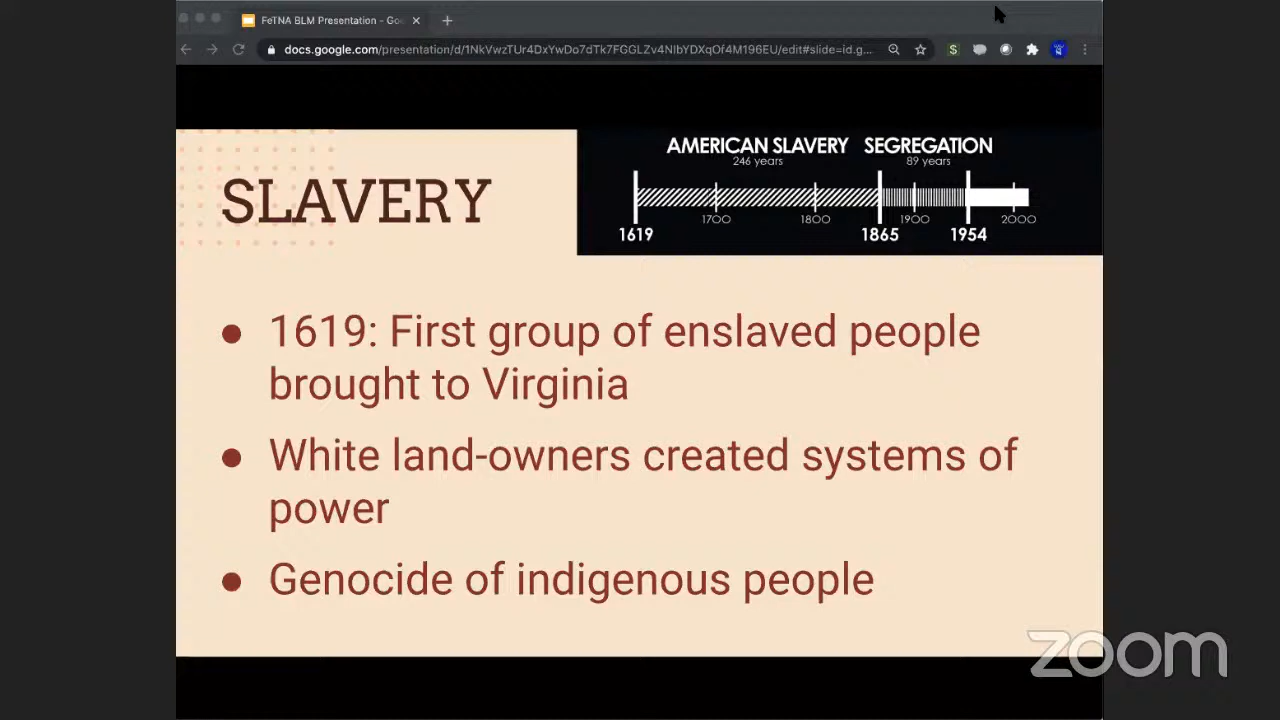 FeTNA BLM Presentation - Goo
docs.google.com/presentation/d/1NkVwzTUr4DxYwDo7dTk7FGGLZv4NIbYDXqOf4M196EU/edit#slide=id.g...
AMERICAN SLAVERY SEGREGATION
246 years 89 years
1700 1800 1900 2000
1619 1865 1954
SLAVERY
● 1619: First group of enslaved people
brought to Virginia
● White land-owners created systems of
power
● Genocide of indigenous people
zoom